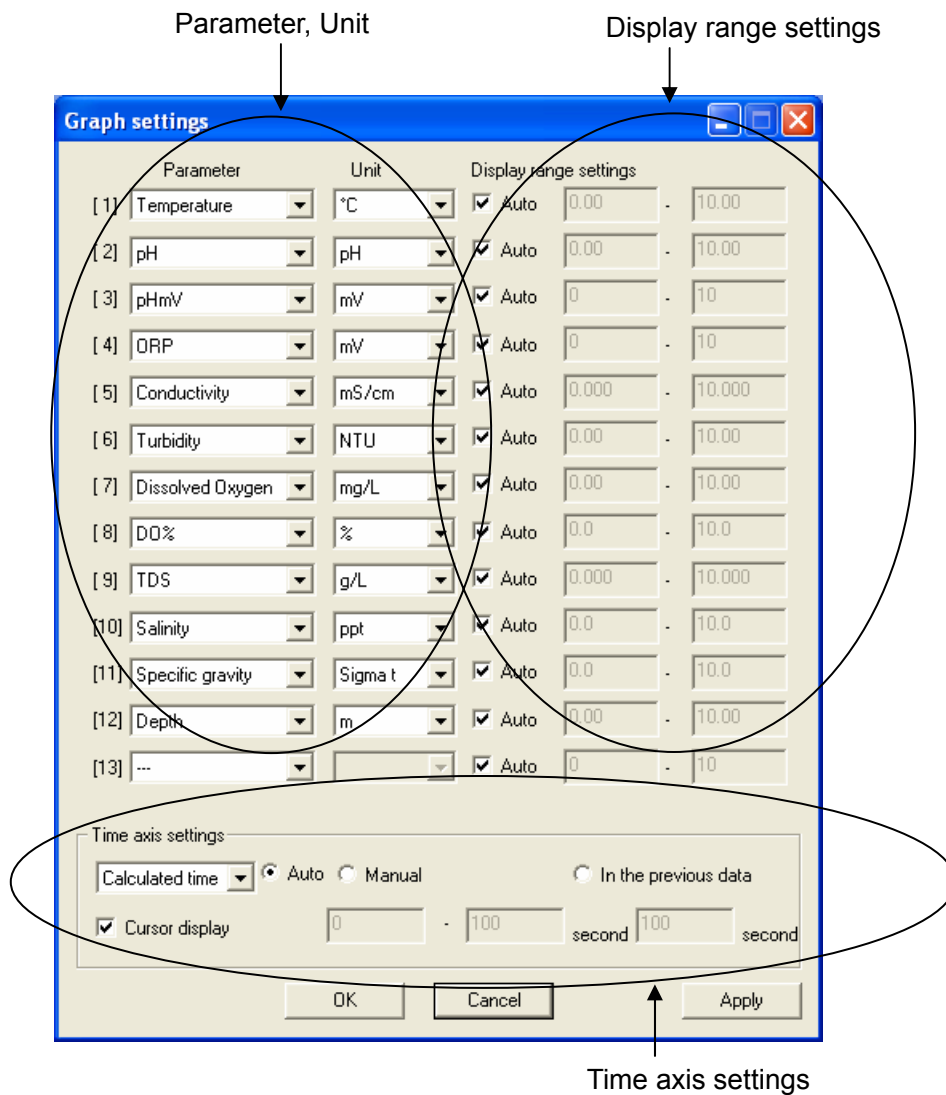 Parameter, Unit Display range settings
Graph settings
Parameter Unit Display range settings
[ 1] Temperature °C Auto 0.00 - 10.00
[ 2] pH pH Auto 0.00 - 10.00
[ 3] pHmV mV Auto 0 - 10
[ 4] ORP mV Auto 0 - 10
[ 5] Conductivity mS/cm Auto 0.000 - 10.000
[ 6] Turbidity NTU Auto 0.00 - 10.00
[ 7] Dissolved Oxygen mg/L Auto 0.00 - 10.00
[ 8] DO% % Auto 0.0 - 10.0
[ 9] TDS g/L Auto 0.000 - 10.000
[10] Salinity ppt Auto 0.0 - 10.0
[11] Specific gravity Sigma t Auto 0.0 - 10.0
[12] Depth m Auto 0.00 - 10.00
[13] --- Auto 0 - 10
Time axis settings
Calculated time Auto Manual In the previous data
Cursor display 0 - 100 second 100 second
OK Cancel Apply
Time axis settings